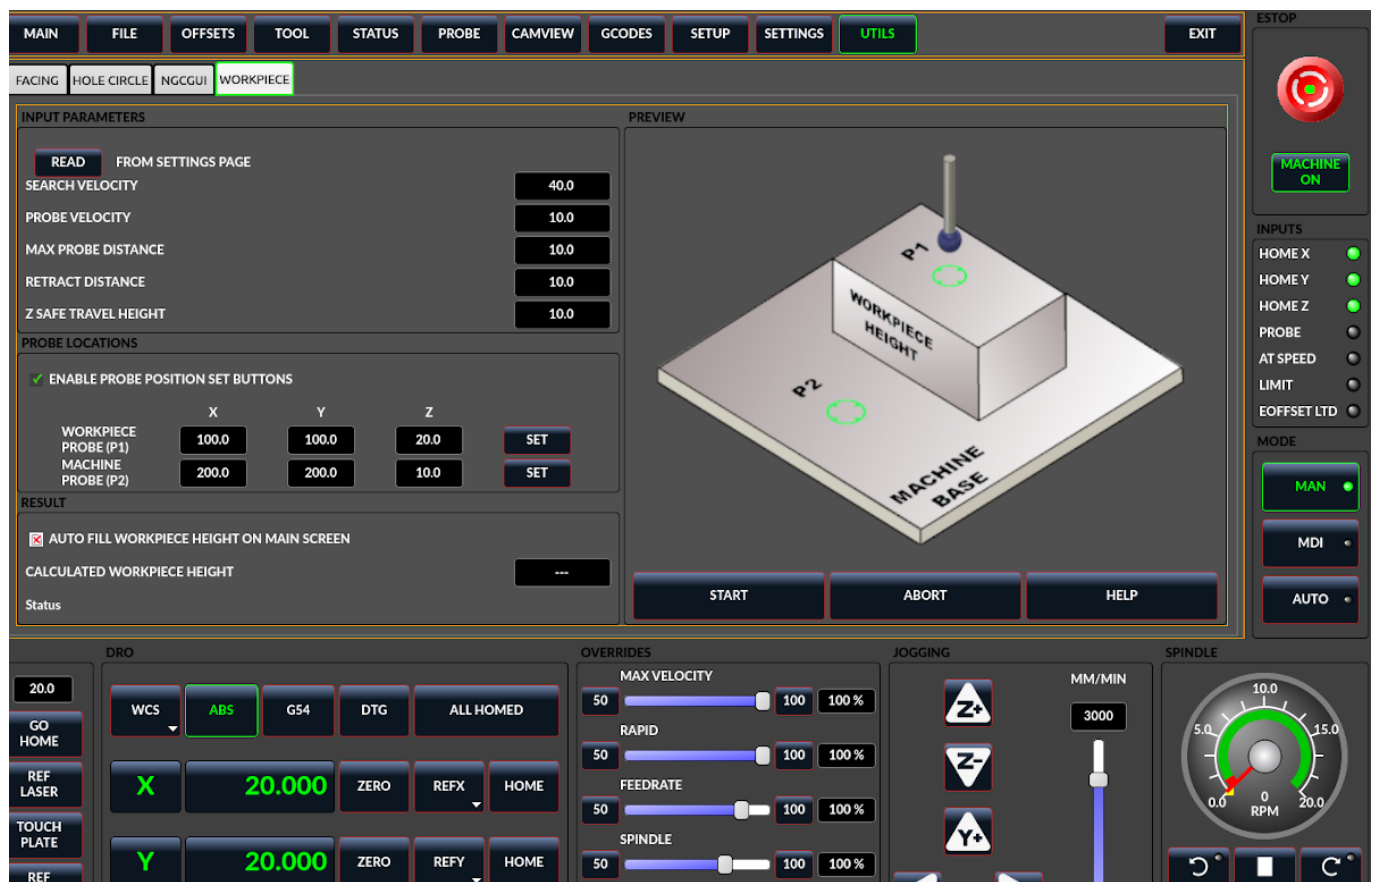 MAIN FILE OFFSETS TOOL STATUS PROBE CAMVIEW GCODES SETUP SETTINGS UTILS EXIT
ESTOP
FACING HOLE CIRCLE NGCGUI WORKPIECE
INPUT PARAMETERS
READ FROM SETTINGS PAGE
SEARCH VELOCITY 40.0
PROBE VELOCITY 10.0
MAX PROBE DISTANCE 10.0
RETRACT DISTANCE 10.0
Z SAFE TRAVEL HEIGHT 10.0
PROBE LOCATIONS
ENABLE PROBE POSITION SET BUTTONS
X Y Z
WORKPIECE
PROBE (P1) 100.0 100.0 20.0 SET
MACHINE
PROBE (P2) 200.0 200.0 10.0 SET
RESULT
AUTO FILL WORKPIECE HEIGHT ON MAIN SCREEN
CALCULATED WORKPIECE HEIGHT ---
Status
PREVIEW
P1
WORKPIECE
HEIGHT
P2
MACHINE
BASE
START ABORT HELP
MACHINE
ON
INPUTS
HOME X
HOME Y
HOME Z
PROBE
AT SPEED
LIMIT
EOFFSET LTD
MODE
MAN
MDI
AUTO
20.0
GO
HOME
REF
LASER
TOUCH
PLATE
REF
DRO
WCS ABS G54 DTG ALL HOMED
X 20.000 ZERO REFX HOME
Y 20.000 ZERO REFY HOME
OVERRIDES
MAX VELOCITY
50 100 100 %
RAPID
50 100 100 %
FEEDRATE
50 100 100 %
SPINDLE
50 100 100 %
JOGGING
Z+
Z-
Y+
MM/MIN
3000
SPINDLE
10.0
5.0 15.0
0.0 0 20.0
RPM